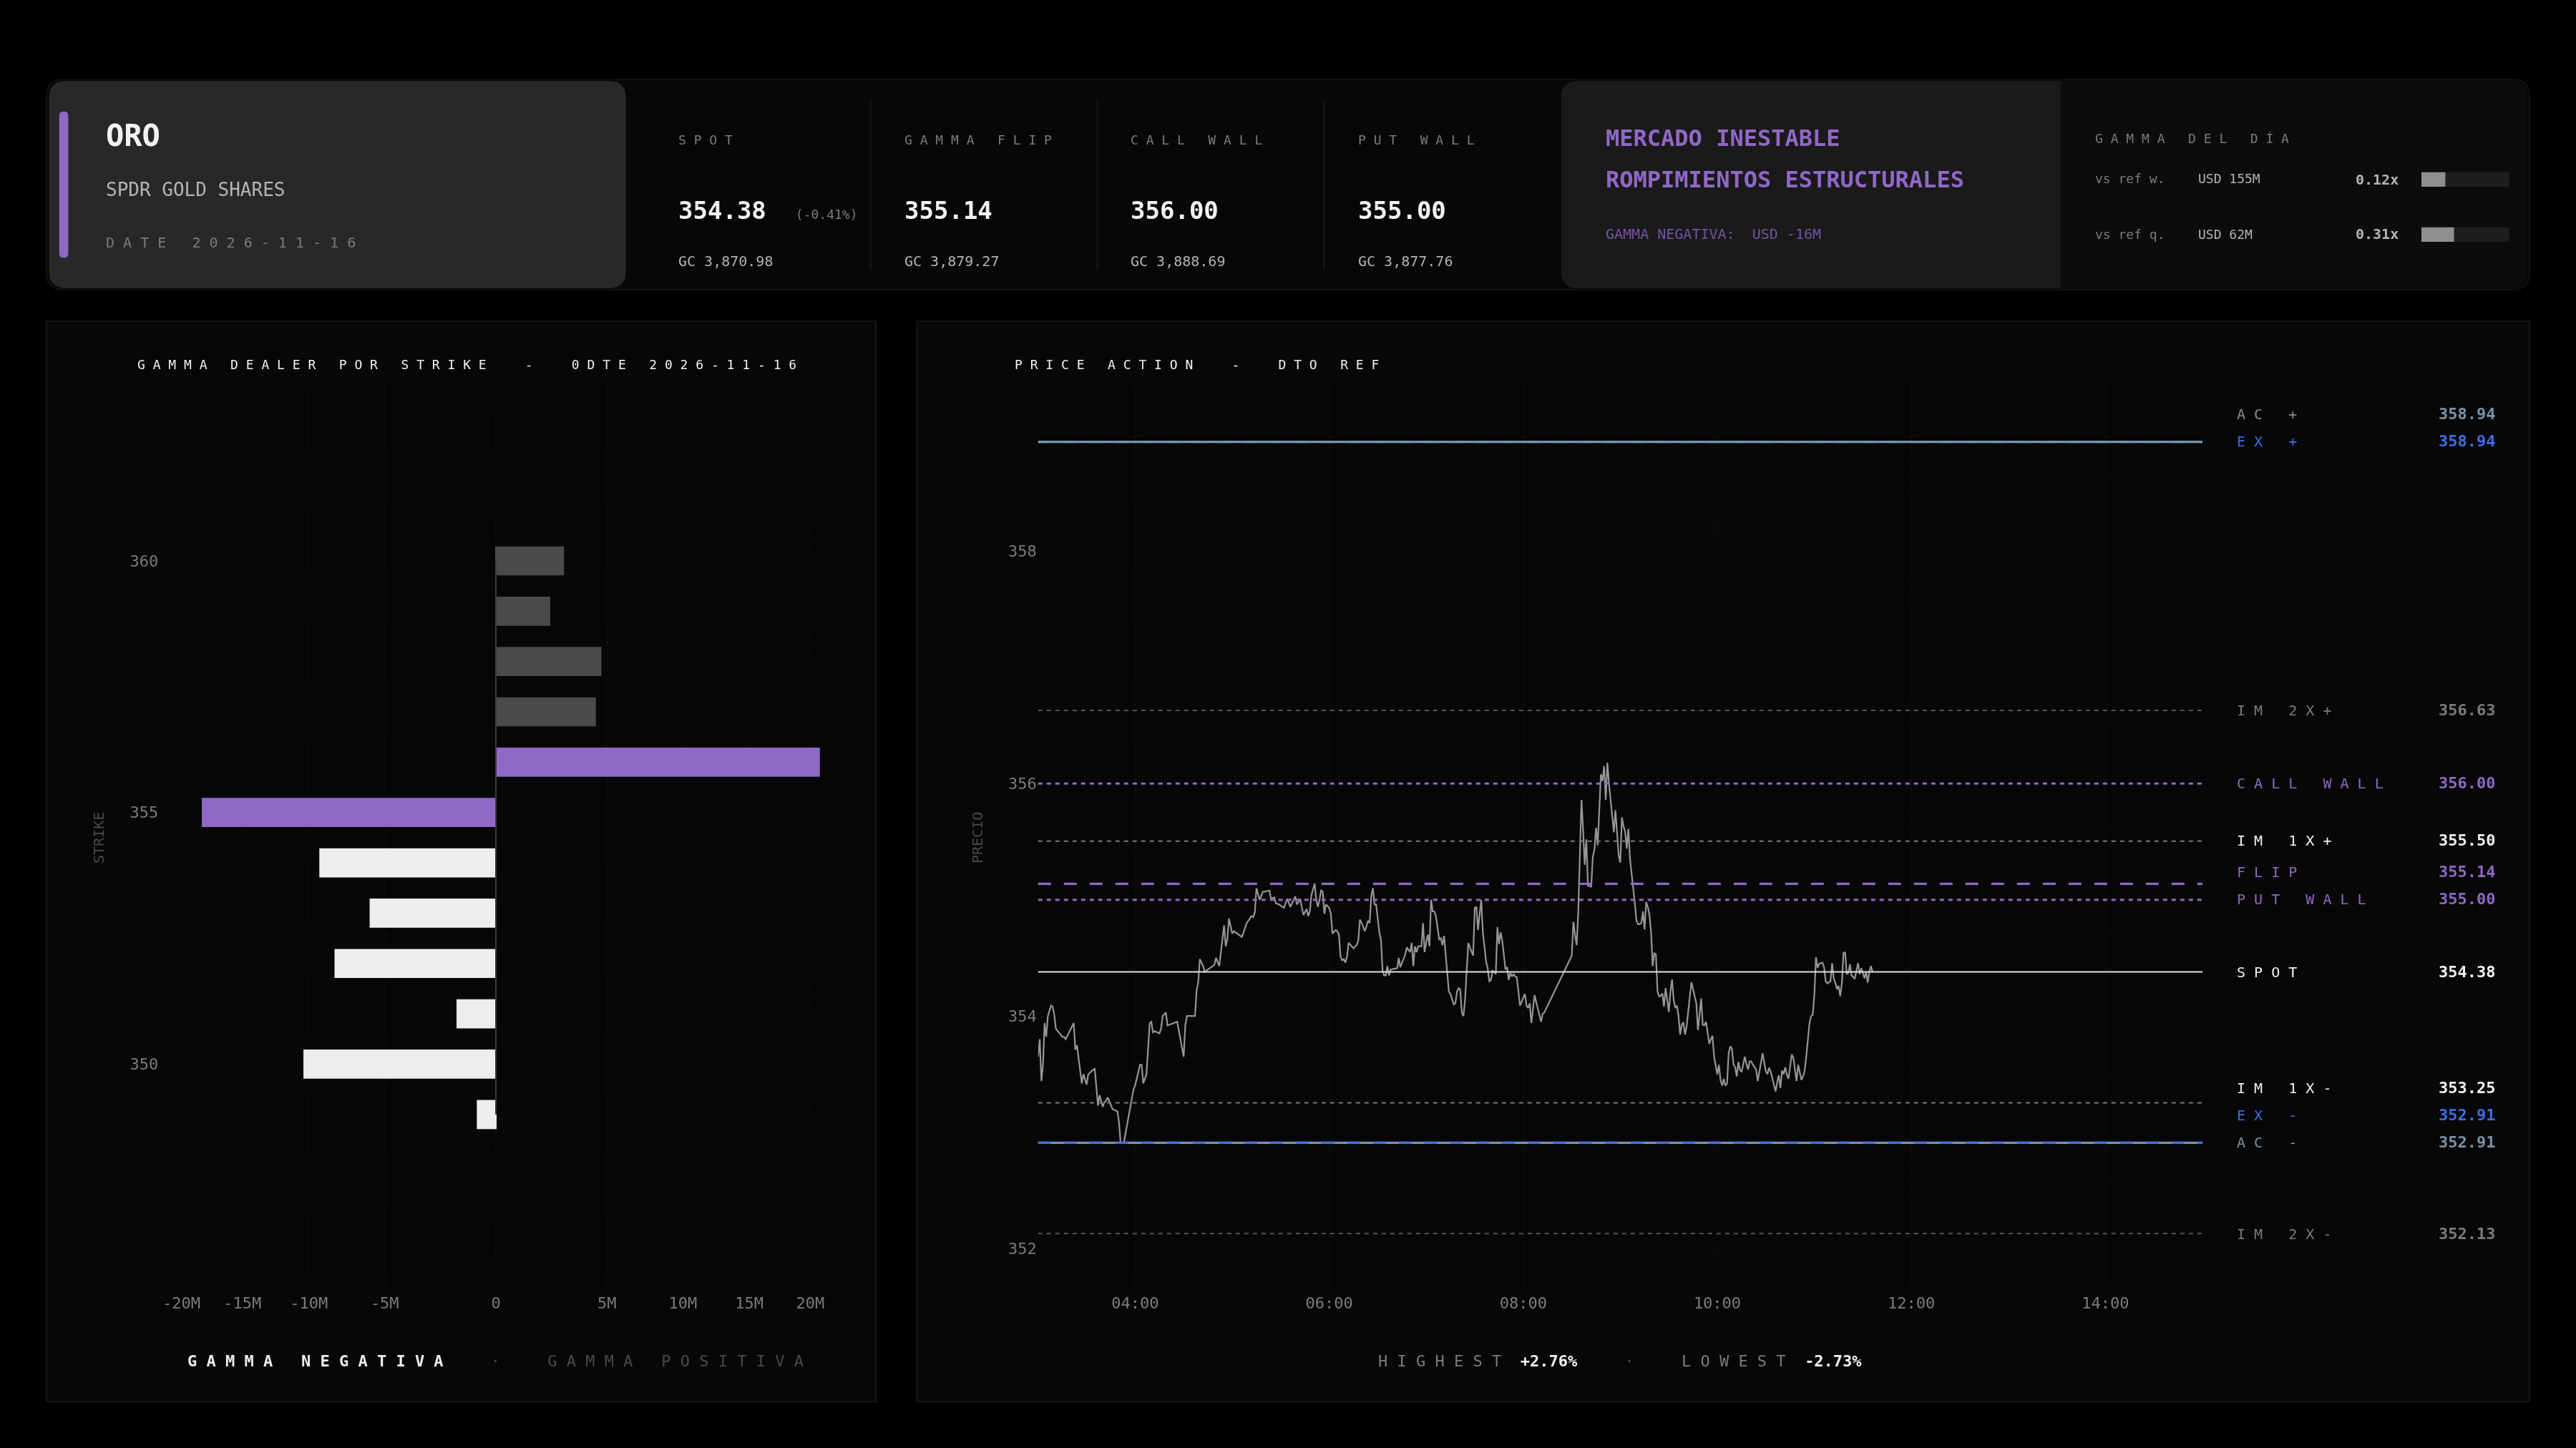 ORO
SPDR GOLD SHARES
DATE 2026-11-16
SPOT
354.38 (-0.41%)
GC 3,870.98
GAMMA FLIP
355.14
GC 3,879.27
CALL WALL
356.00
GC 3,888.69
PUT WALL
355.00
GC 3,877.76
MERCADO INESTABLE
ROMPIMIENTOS ESTRUCTURALES
GAMMA NEGATIVA: USD -16M
GAMMA DEL DÍA
vs ref w. USD 155M 0.12x
vs ref q. USD 62M 0.31x
GAMMA DEALER POR STRIKE - 0DTE 2026-11-16
STRIKE
360
355
350
-20M -15M -10M -5M 0 5M 10M 15M 20M
GAMMA NEGATIVA · GAMMA POSITIVA
PRICE ACTION - DTO REF
PRECIO
358
356
354
352
04:00 06:00 08:00 10:00 12:00 14:00
AC + 358.94
EX + 358.94
IM 2X+ 356.63
CALL WALL 356.00
IM 1X+ 355.50
FLIP 355.14
PUT WALL 355.00
SPOT 354.38
IM 1X- 353.25
EX - 352.91
AC - 352.91
IM 2X- 352.13
HIGHEST +2.76% · LOWEST -2.73%